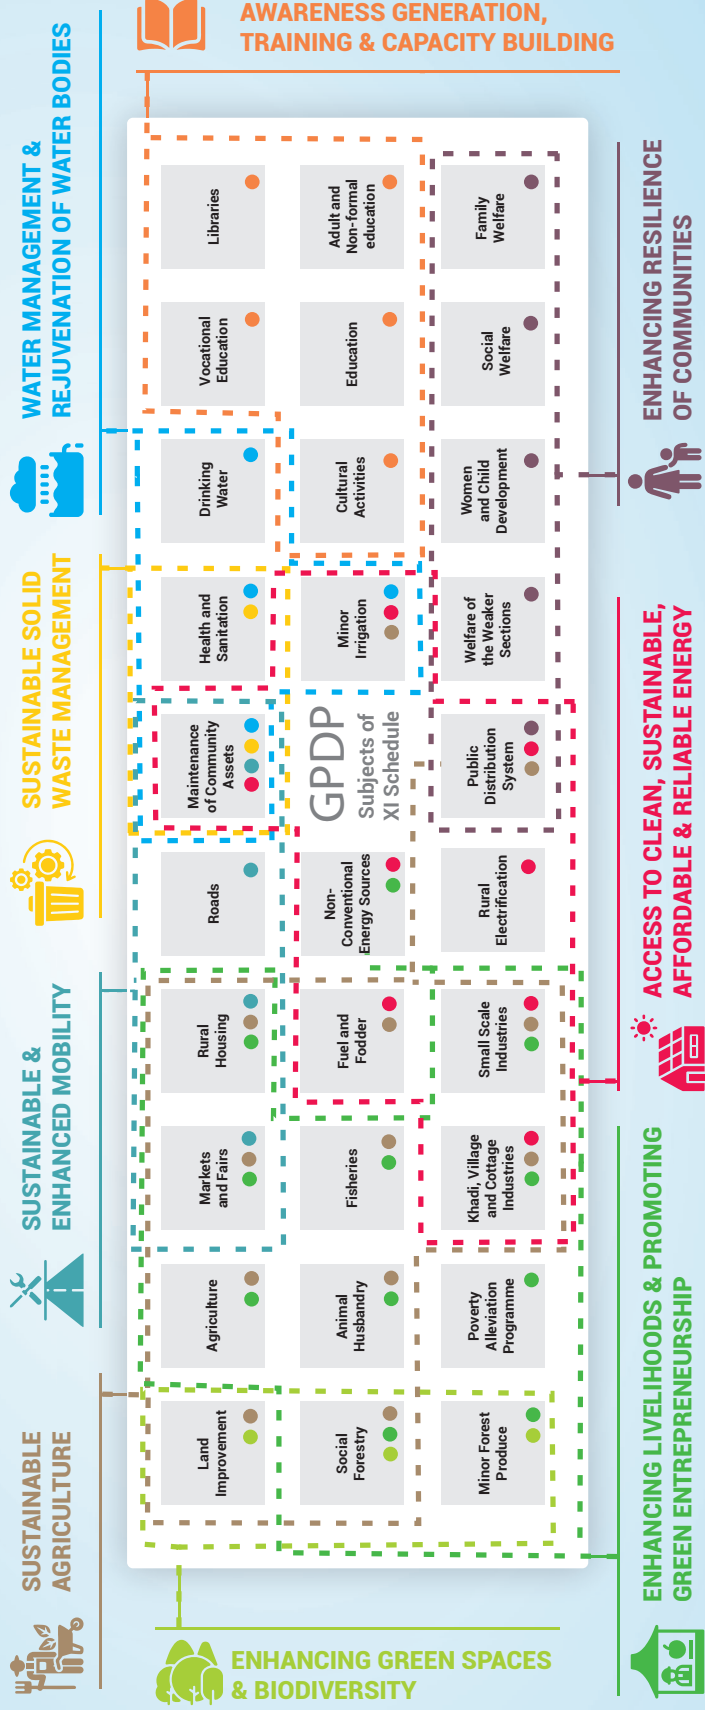 AWARENESS GENERATION,
TRAINING & CAPACITY BUILDING
SUSTAINABLE
AGRICULTURE
SUSTAINABLE &
ENHANCED MOBILITY
SUSTAINABLE SOLID
WASTE MANAGEMENT
WATER MANAGEMENT &
REJUVENATION OF WATER BODIES
Land
Improvement
Agriculture
Markets
and Fairs
Rural
Housing
Roads
Maintenance
of Community
Assets
Health and
Sanitation
Drinking
Water
Vocational
Education
Libraries
Social
Forestry
Animal
Husbandry
Fisheries
Fuel and
Fodder
Non-
Conventional
Energy Sources
GPDP
Subjects of
XI Schedule
Minor
Irrigation
Cultural
Activities
Education
Adult and
Non-formal
education
Minor Forest
Produce
Poverty
Alleviation
Programme
Khadi, Village
and Cottage
Industries
Small Scale
Industries
Rural
Electrification
Public
Distribution
System
Welfare of
the Weaker
Sections
Women
and Child
Development
Social
Welfare
Family
Welfare
ENHANCING LIVELIHOODS & PROMOTING
GREEN ENTREPRENEURSHIP
ACCESS TO CLEAN, SUSTAINABLE,
AFFORDABLE & RELIABLE ENERGY
ENHANCING RESILIENCE
OF COMMUNITIES
ENHANCING GREEN SPACES
& BIODIVERSITY